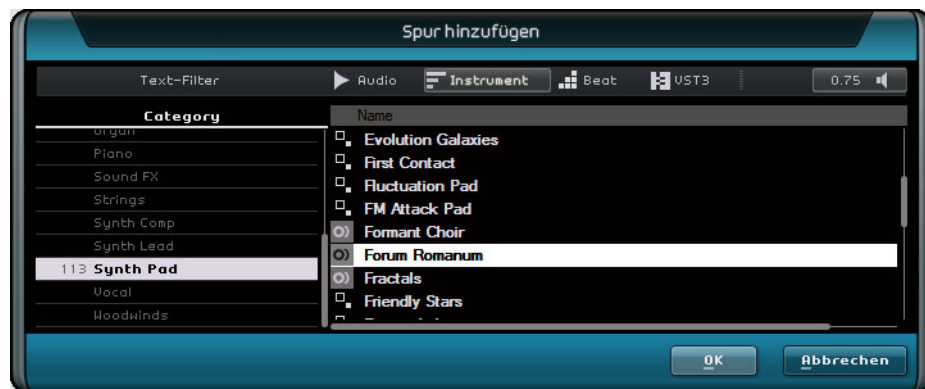 Spur hinzufügen
Text-Filter Audio Instrument Beat VST3 0.75
Category
Name
Organ
Piano
Sound FX
Strings
Synth Comp
Synth Lead
113 Synth Pad
Vocal
Woodwinds
Evolution Galaxies
First Contact
Fluctuation Pad
FM Attack Pad
Formant Choir
Forum Romanum
Fractals
Friendly Stars
OK Abbrechen